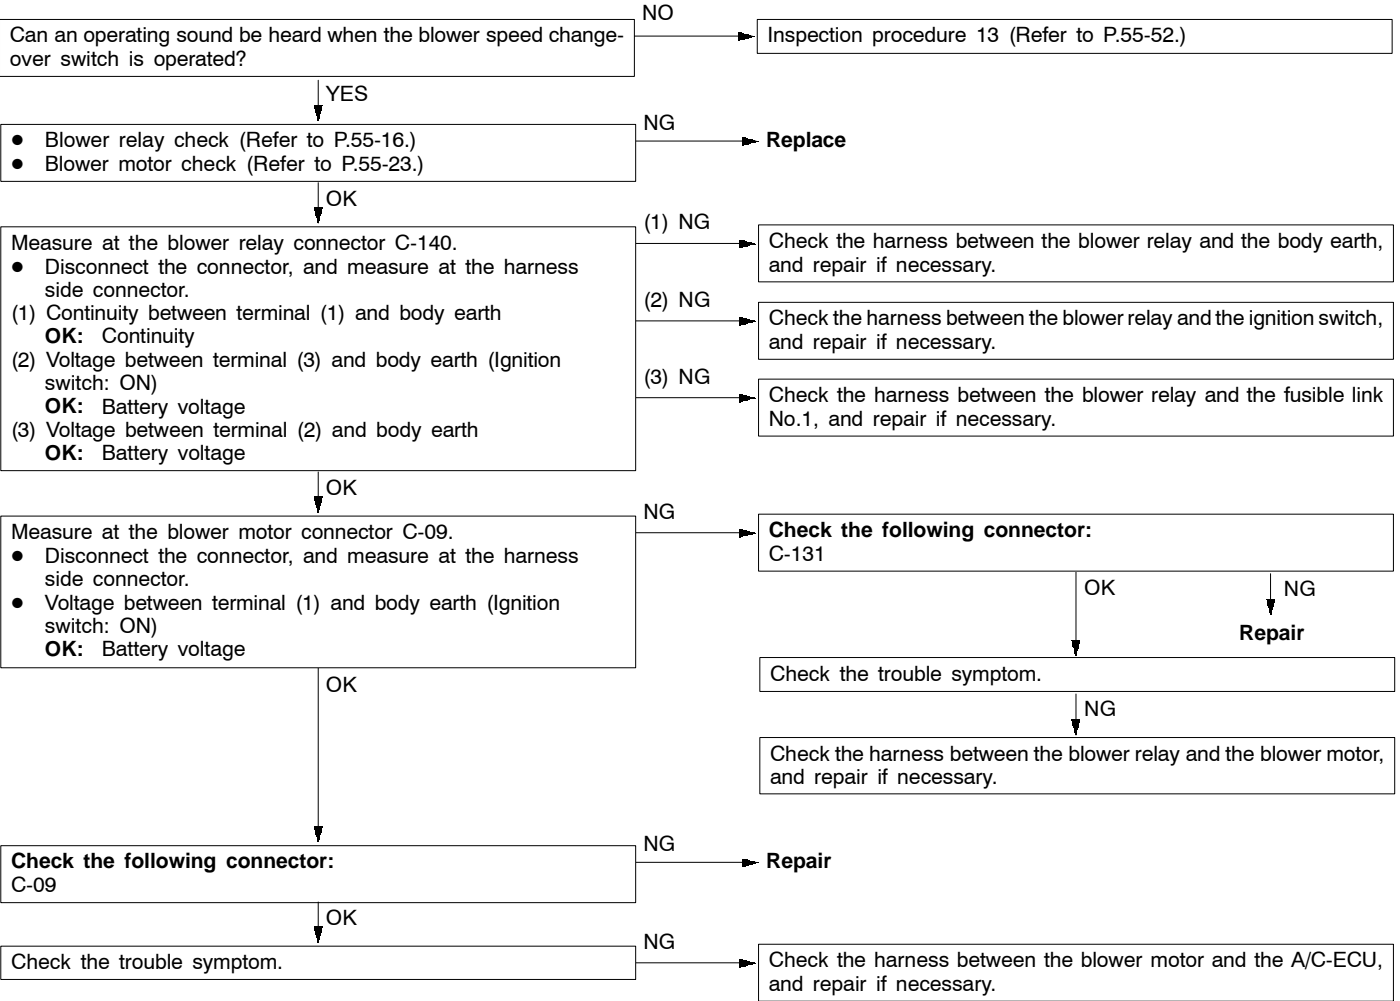 NO
Can an operating sound be heard when the blower speed change-
over switch is operated?
Inspection procedure 13 (Refer to P.55-52.)
YES
● Blower relay check (Refer to P.55-16.)
● Blower motor check (Refer to P.55-23.)
NG
Replace
OK
Measure at the blower relay connector C-140.
● Disconnect the connector, and measure at the harness
side connector.
(1) Continuity between terminal (1) and body earth
OK: Continuity
(2) Voltage between terminal (3) and body earth (Ignition
switch: ON)
OK: Battery voltage
(3) Voltage between terminal (2) and body earth
OK: Battery voltage
(1) NG
Check the harness between the blower relay and the body earth,
and repair if necessary.
(2) NG
Check the harness between the blower relay and the ignition switch,
and repair if necessary.
(3) NG
Check the harness between the blower relay and the fusible link
No.1, and repair if necessary.
OK
Measure at the blower motor connector C-09.
● Disconnect the connector, and measure at the harness
side connector.
● Voltage between terminal (1) and body earth (Ignition
switch: ON)
OK: Battery voltage
NG
Check the following connector:
C-131
OK
NG
Repair
Check the trouble symptom.
NG
Check the harness between the blower relay and the blower motor,
and repair if necessary.
OK
Check the following connector:
C-09
NG
Repair
OK
Check the trouble symptom.
NG
Check the harness between the blower motor and the A/C-ECU,
and repair if necessary.